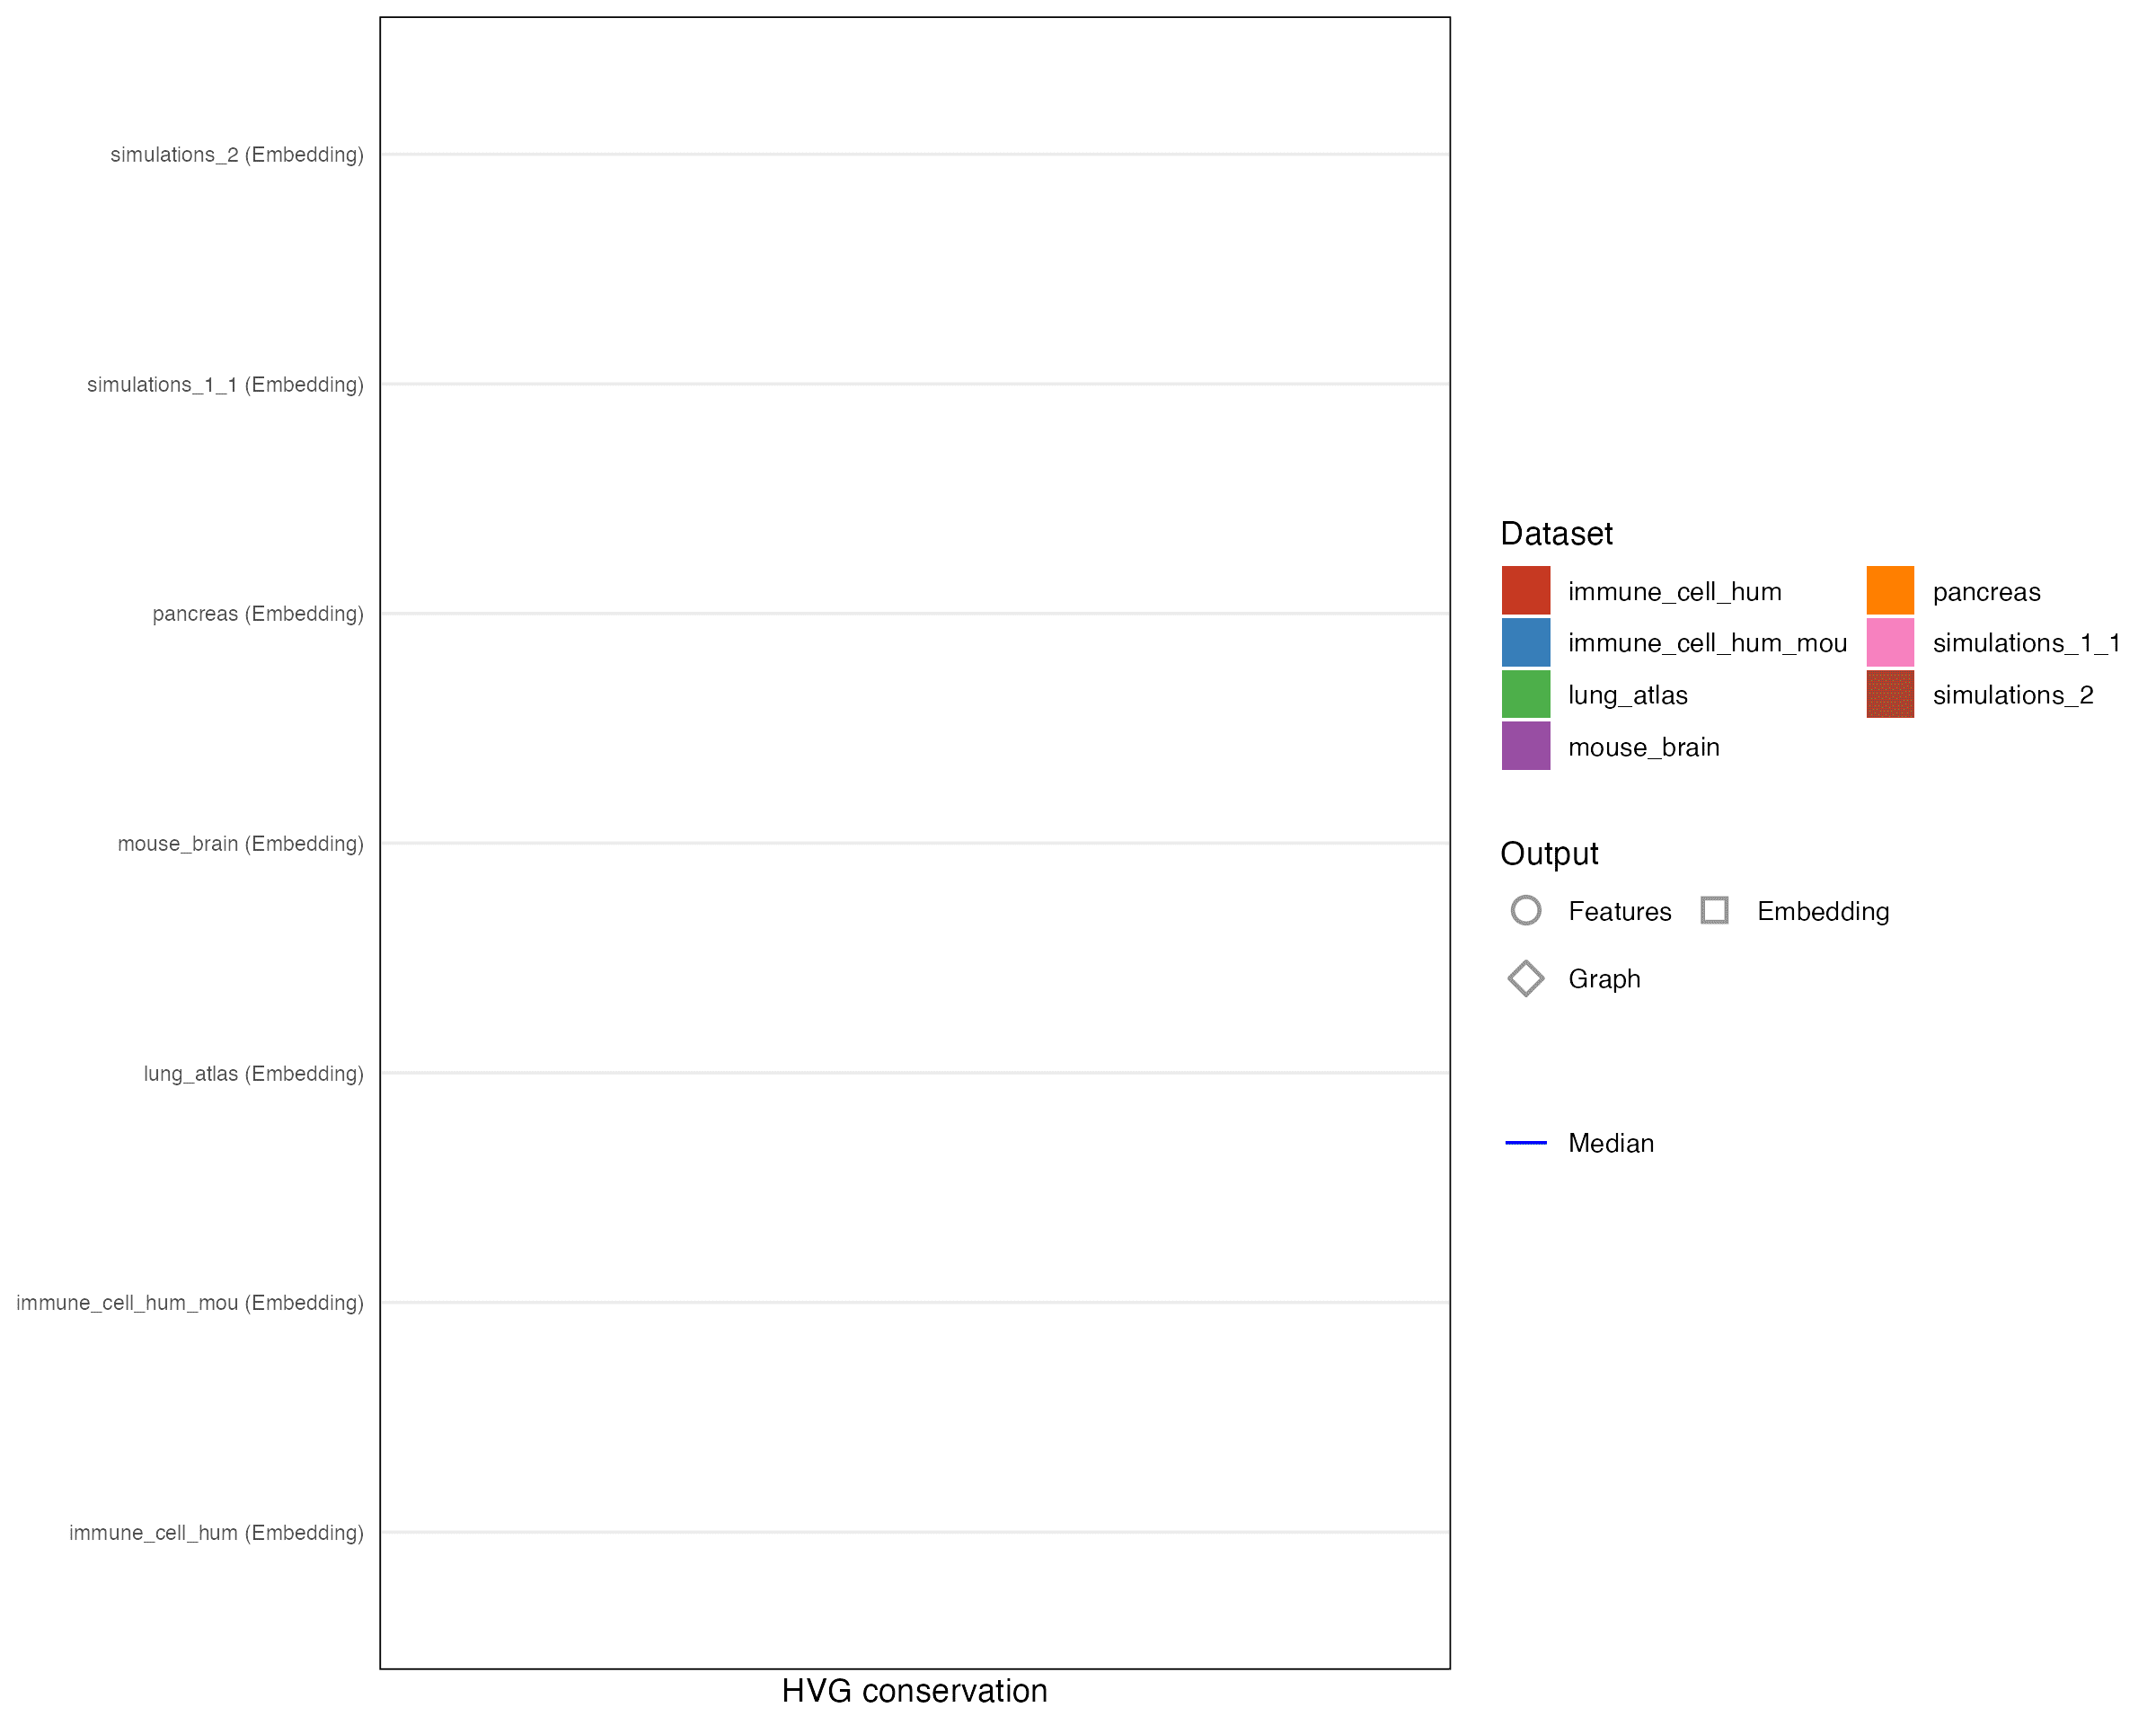 simulations_2 (Embedding)
simulations_1_1 (Embedding)
pancreas (Embedding)
mouse_brain (Embedding)
lung_atlas (Embedding)
immune_cell_hum_mou (Embedding)
immune_cell_hum (Embedding)
HVG conservation
Dataset
immune_cell_hum
immune_cell_hum_mou
lung_atlas
mouse_brain
pancreas
simulations_1_1
simulations_2
Output
Features
Embedding
Graph
Median